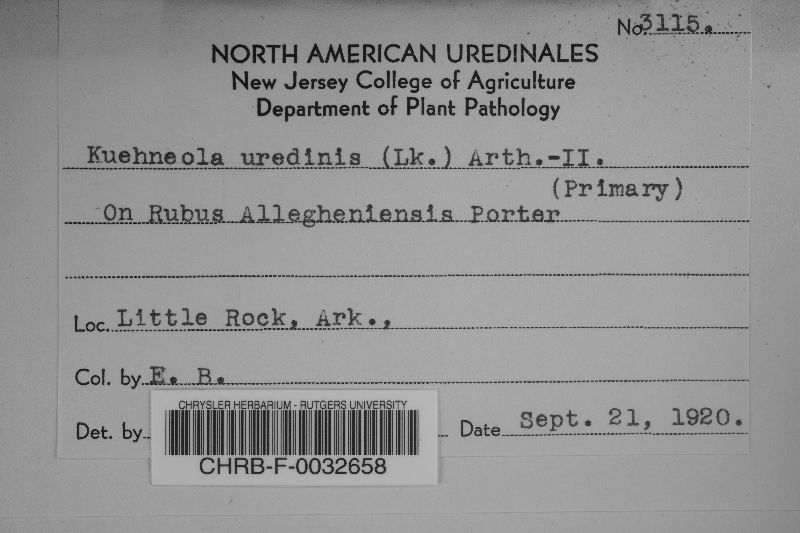 No. 3115.
NORTH AMERICAN UREDINALES
New Jersey College of Agriculture
Department of Plant Pathology
Kuehneola uredinis (Lk.) Arth.-II.
(Primary)
On Rubus Allegheniensis Porter
Loc. Little Rock, Ark.,
Col. by E. B.
Det. by
Date Sept. 21, 1920.
CHRYSLER HERBARIUM - RUTGERS UNIVERSITY
CHRB-F-0032658